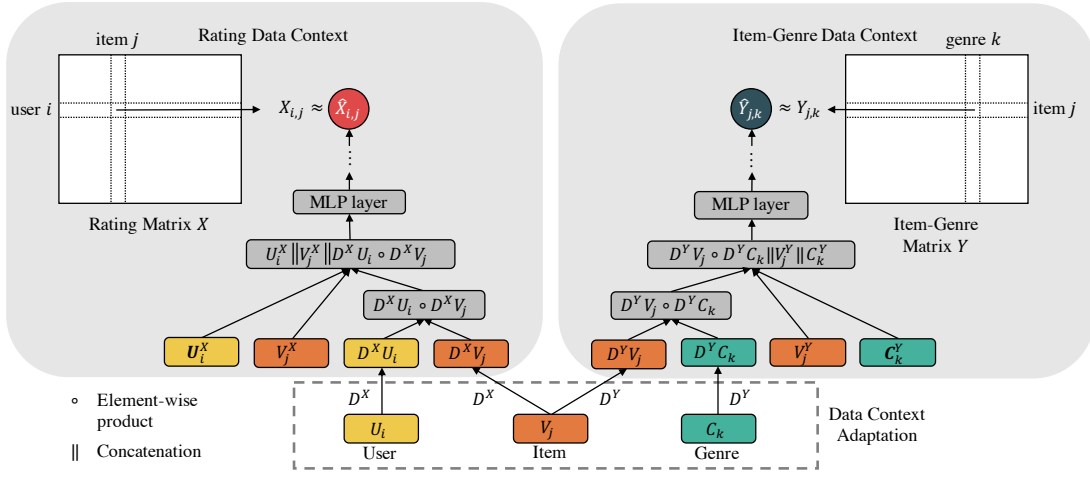 Rating Data Context
item j
user i
X_{i,j} ≈ X̂_{i,j}
⋮
MLP layer
Rating Matrix X
U_i^X ‖V_j^X‖D^X U_i ∘ D^X V_j
D^X U_i ∘ D^X V_j
U_i^X
V_j^X
D^X U_i
D^X V_j
Item-Genre Data Context
genre k
item j
Ŷ_{j,k} ≈ Y_{j,k}
⋮
MLP layer
Item-Genre
Matrix Y
D^Y V_j ∘ D^Y C_k‖V_j^Y‖C_k^Y
D^Y V_j ∘ D^Y C_k
D^Y V_j
D^Y C_k
V_j^Y
C_k^Y
D^X
D^X
D^Y
D^Y
U_i
V_j
C_k
User
Item
Genre
Data Context
Adaptation
∘ Element-wise
product
‖ Concatenation